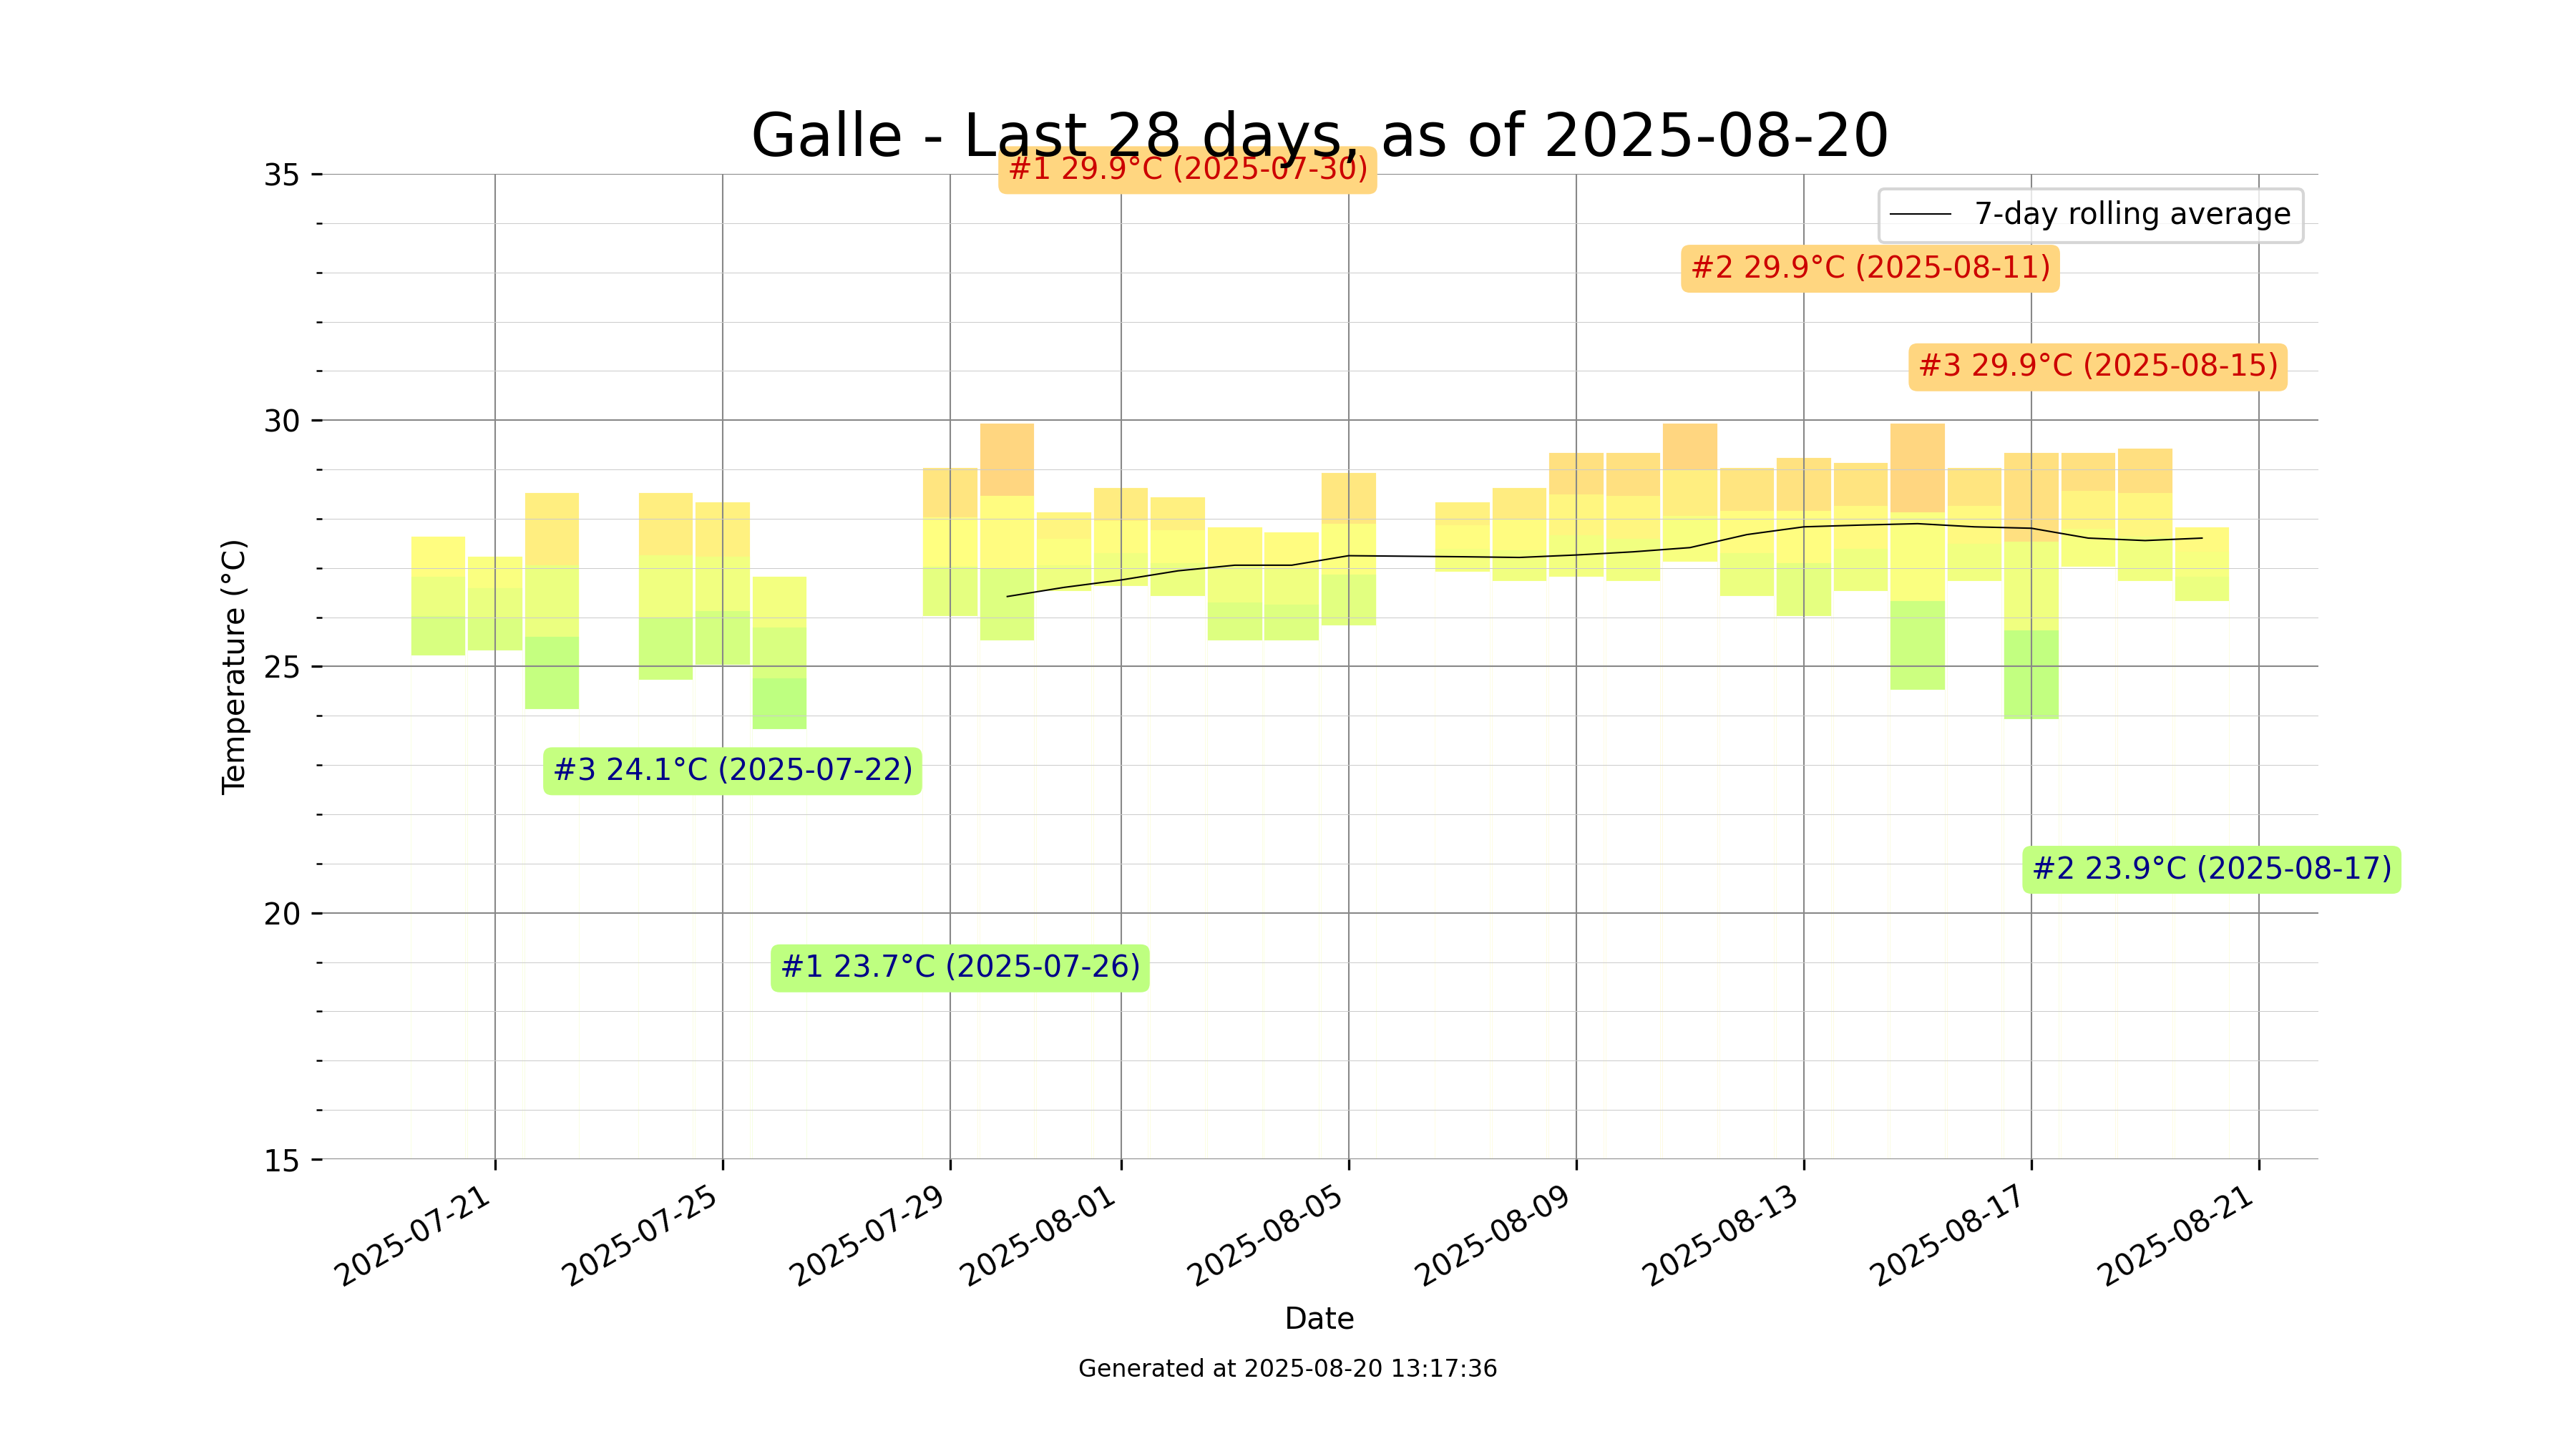 Galle - Last 28 days, as of 2025-08-20
#1 29.9°C (2025-07-30)
7-day rolling average
#2 29.9°C (2025-08-11)
#3 29.9°C (2025-08-15)
#3 24.1°C (2025-07-22)
#2 23.9°C (2025-08-17)
#1 23.7°C (2025-07-26)
Temperature (°C)
35
30
25
20
15
2025-07-21
2025-07-25
2025-07-29
2025-08-01
2025-08-05
2025-08-09
2025-08-13
2025-08-17
2025-08-21
Date
Generated at 2025-08-20 13:17:36